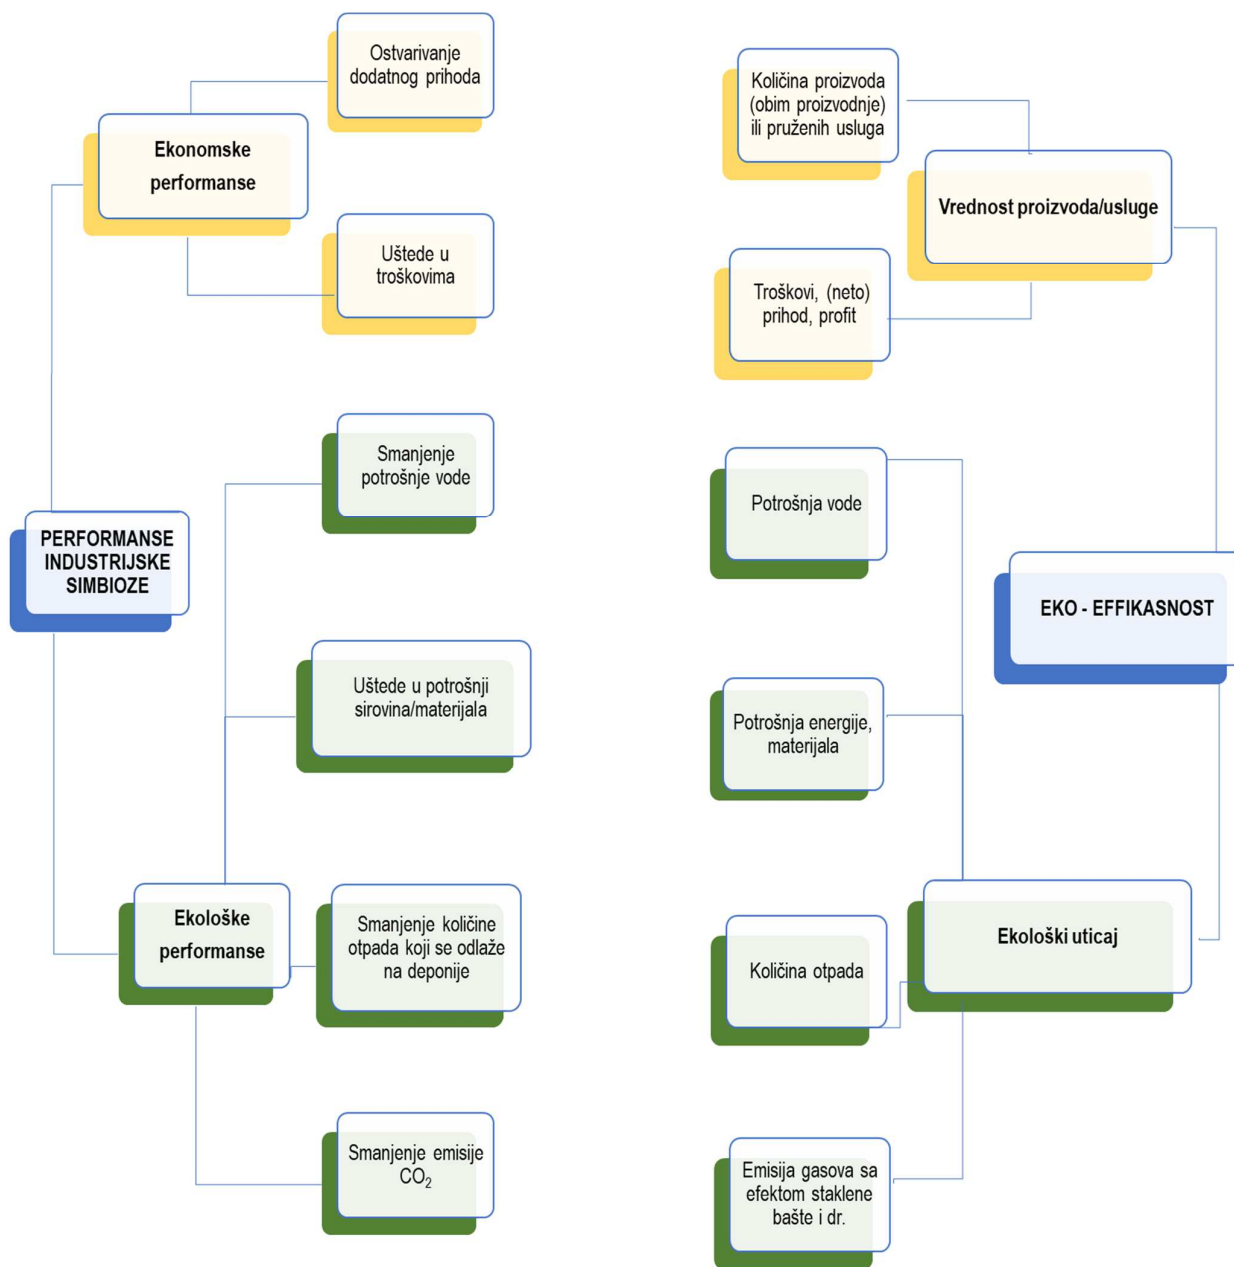 Ostvarivanje
dodatnog prihoda
Ekonomske
performanse
Uštede u
troškovima
Smanjenje
potrošnje vode
PERFORMANSE
INDUSTRIJSKE
SIMBIOZE
Uštede u potrošnji
sirovina/materijala
Ekološke
performanse
Smanjenje količine
otpada koji se odlaže
na deponije
Smanjenje emisije
CO₂
Količina proizvoda
(obim proizvodnje)
ili pruženih usluga
Vrednost proizvoda/usluge
Troškovi, (neto)
prihod, profit
Potrošnja vode
EKO - EFFIKASNOST
Potrošnja energije,
materijala
Ekološki uticaj
Količina otpada
Emisija gasova sa
efektom staklene
bašte i dr.